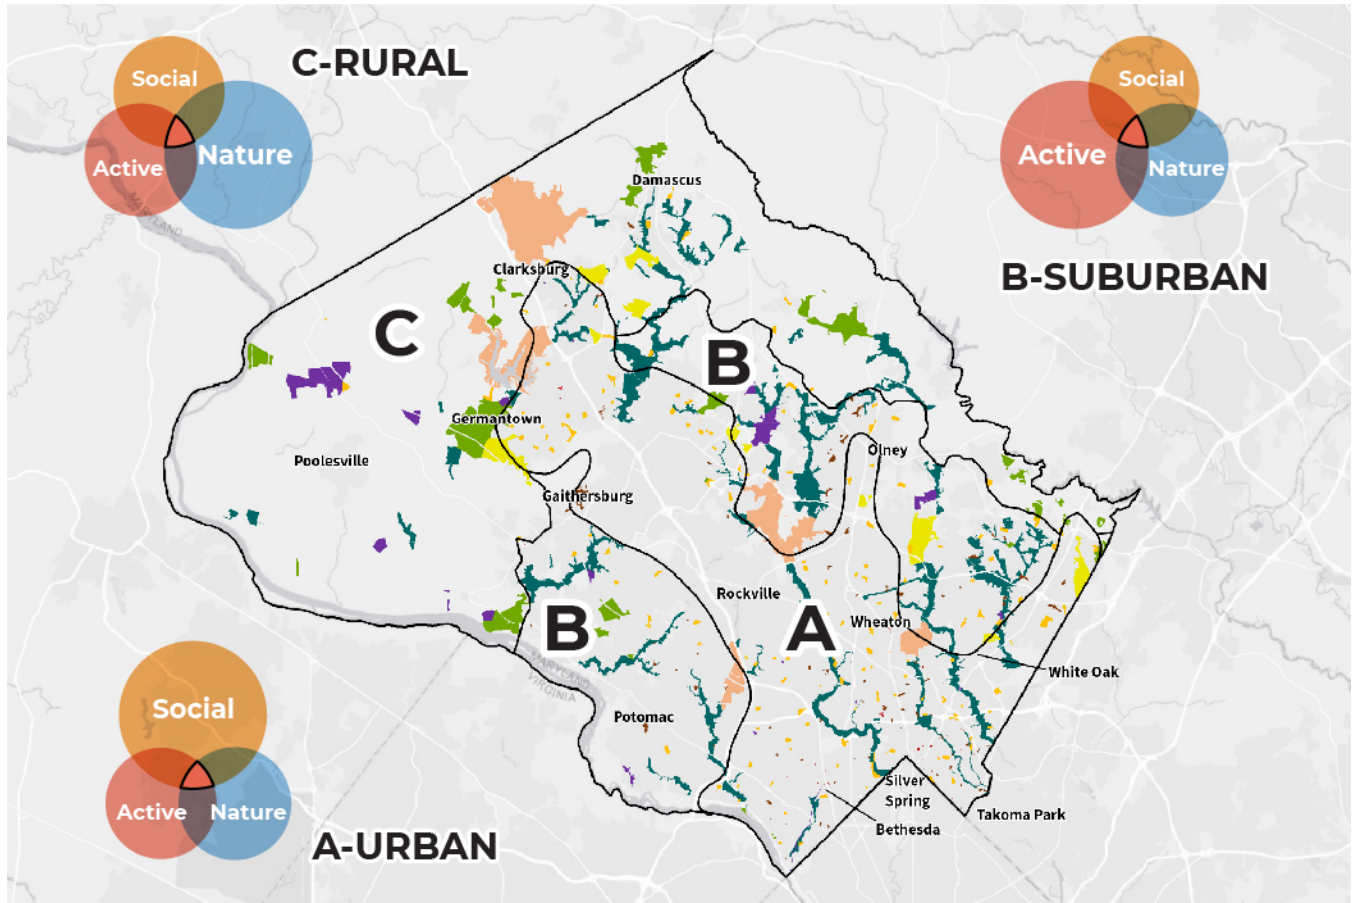 C-RURAL
Social
Active
Nature
Social
Active
Nature
B-SUBURBAN
MARYLAND
Damascus
Clarksburg
C
B
Germantown
Poolesville
Olney
Gaithersburg
Rockville
B
A
Wheaton
White Oak
MARYLAND
VIRGINIA
Potomac
Social
Active
Nature
A-URBAN
Silver
Spring
Takoma Park
Bethesda